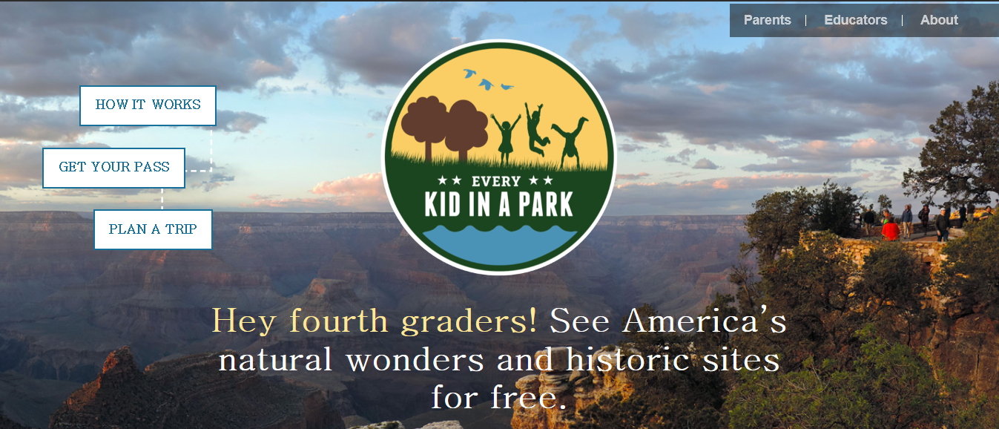 Parents | Educators | About
HOW IT WORKS
GET YOUR PASS
PLAN A TRIP
★★ EVERY ★★
KID IN A PARK
Hey fourth graders! See America's
natural wonders and historic sites
for free.